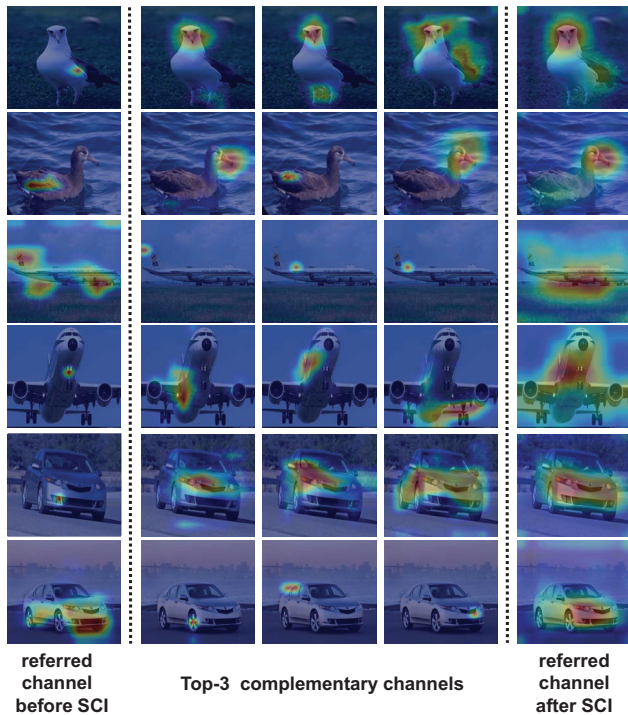 referred
channel
before SCI
Top-3 complementary channels
referred
channel
after SCI